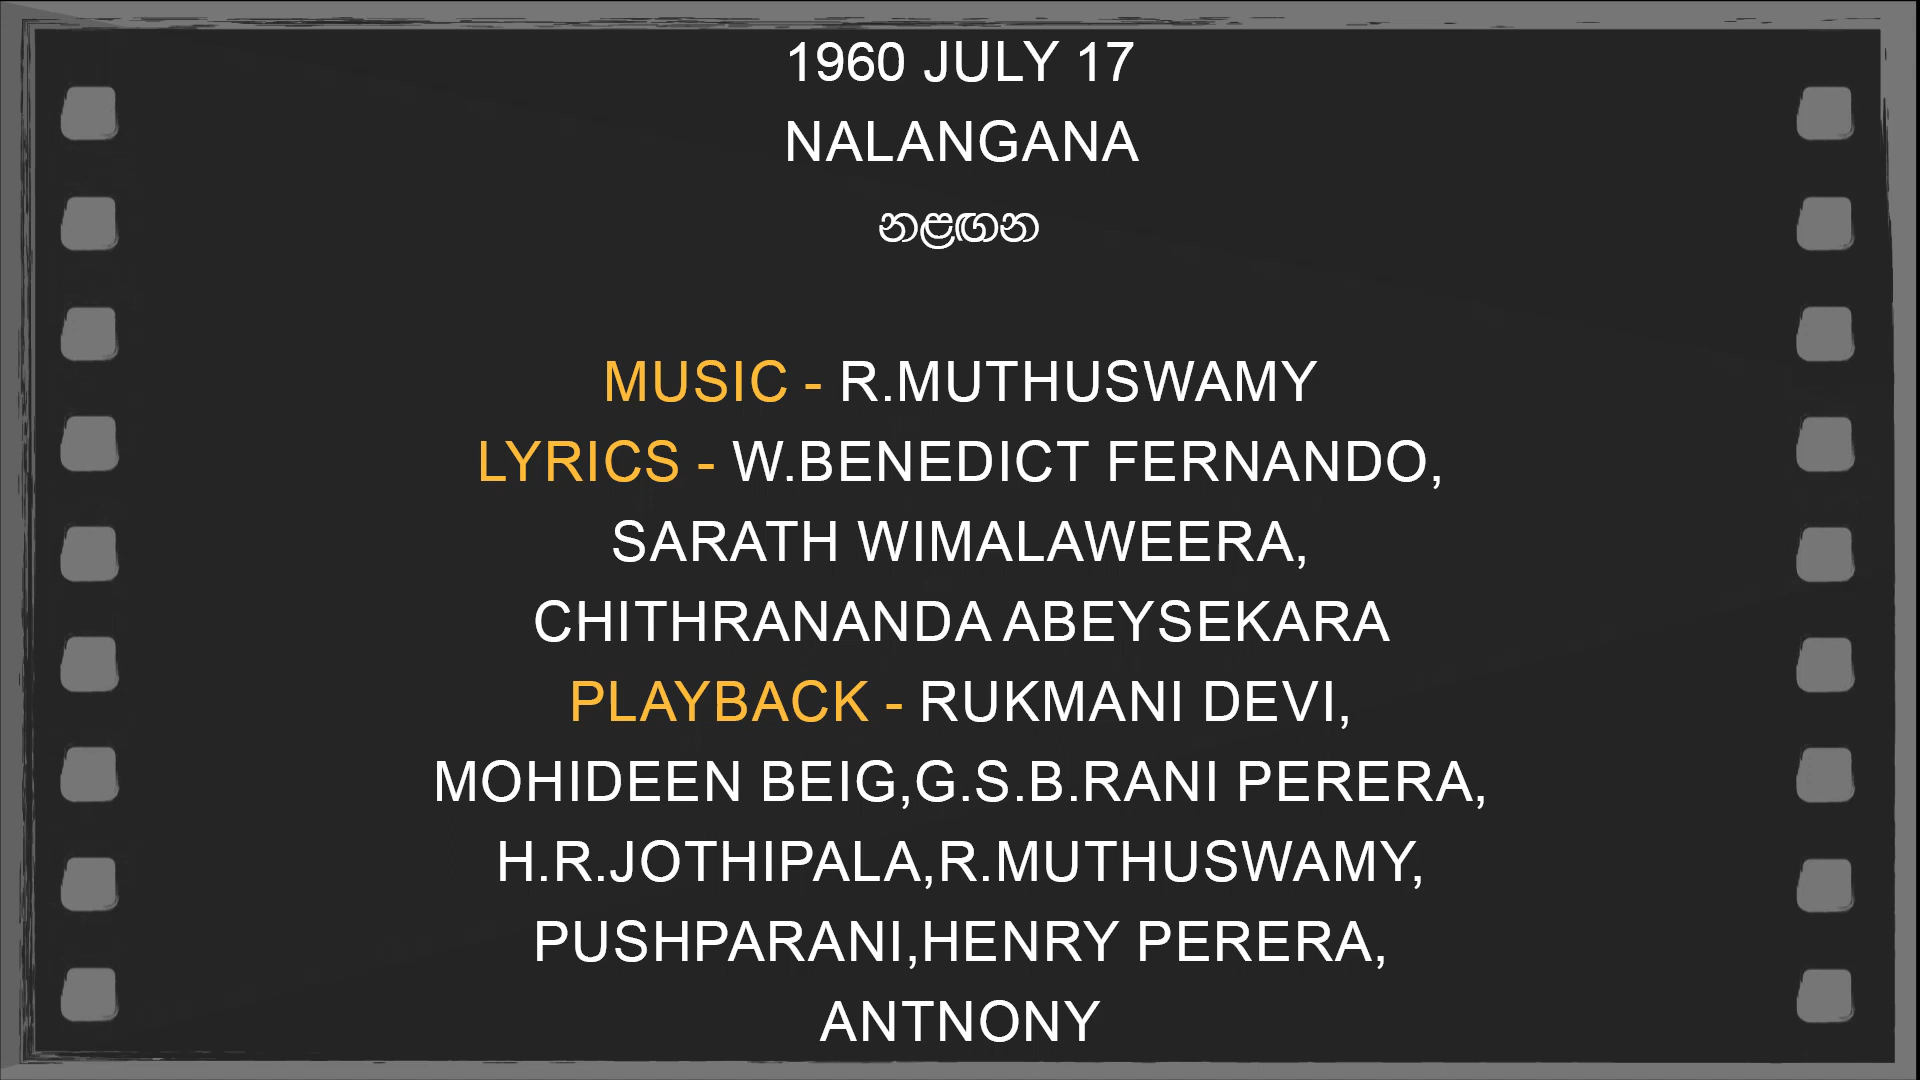 1960 JULY 17
NALANGANA
නළඟන
MUSIC - R.MUTHUSWAMY
LYRICS - W.BENEDICT FERNANDO,
SARATH WIMALAWEERA,
CHITHRANANDA ABEYSEKARA
PLAYBACK - RUKMANI DEVI,
MOHIDEEN BEIG,G.S.B.RANI PERERA,
H.R.JOTHIPALA,R.MUTHUSWAMY,
PUSHPARANI,HENRY PERERA,
ANTNONY